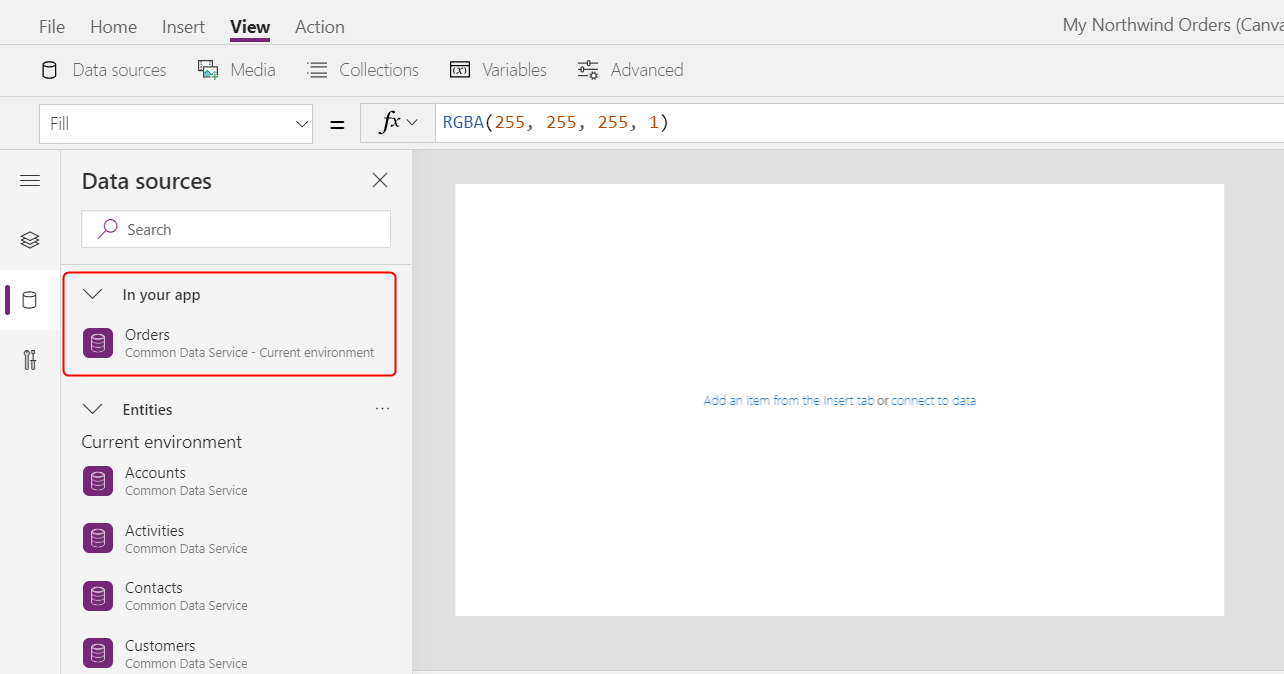 File Home Insert View Action
My Northwind Orders (Canva
Data sources Media Collections Variables Advanced
Fill = fx RGBA(255, 255, 255, 1)
Data sources
Search
In your app
Orders
Common Data Service - Current environment
Entities ...
Current environment
Accounts
Common Data Service
Activities
Common Data Service
Contacts
Common Data Service
Customers
Common Data Service
Add an item from the Insert tab or connect to data